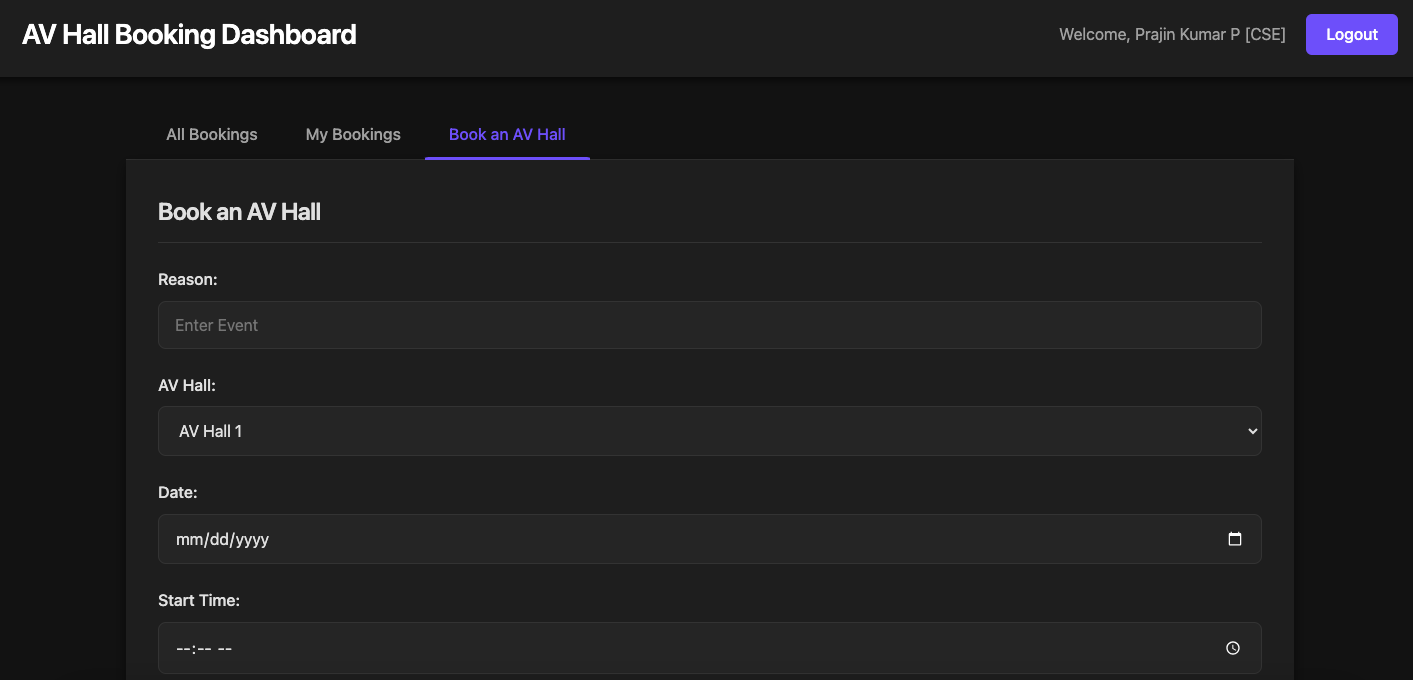 AV Hall Booking Dashboard
Welcome, Prajin Kumar P [CSE]
Logout
All Bookings
My Bookings
Book an AV Hall
Book an AV Hall
Reason:
Enter Event
AV Hall:
AV Hall 1
Date:
mm/dd/yyyy
Start Time:
--:-- --